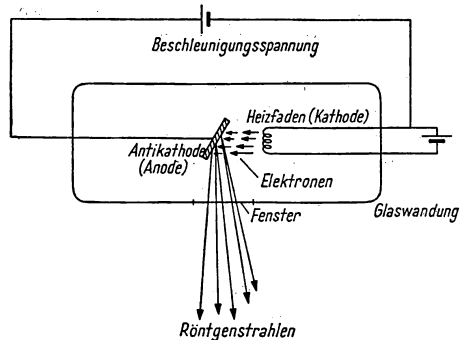 Beschleunigungsspannung
Heizfaden (Kathode)
Antikathode
(Anode)
Elektronen
Fenster
Glaswandung
Röntgenstrahlen